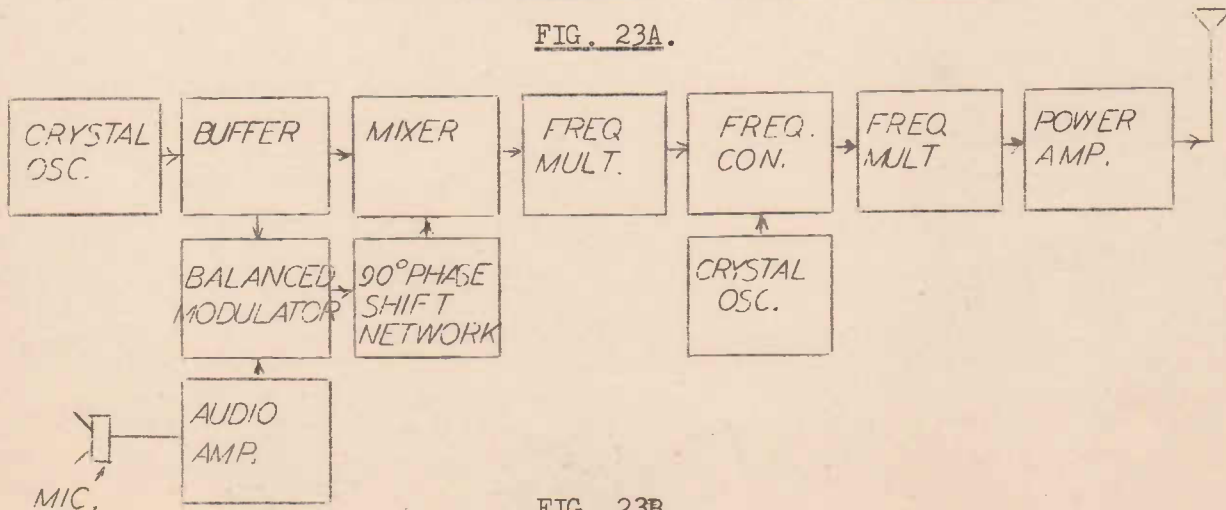 FIG. 23A.
CRYSTAL
OSC.
BUFFER
MIXER
FREQ
MULT.
FREQ.
CON.
FREQ
MULT
POWER
AMP.
BALANCED
MODULATOR
90° PHASE
SHIFT
NETWORK
CRYSTAL
OSC.
AUDIO
AMP.
MIC.
FIG. 23B